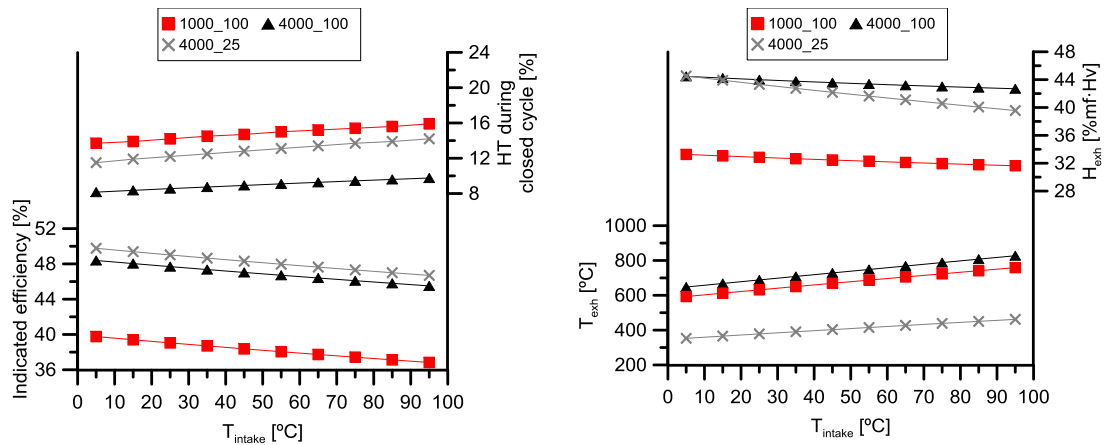 1000_100 4000_100
4000_25
24
20
16
12
8
HT during
closed cycle [%]
Indicated efficiency [%]
52
48
44
40
36
0 10 20 30 40 50 60 70 80 90 100
T_intake [ºC]
1000_100 4000_100
4000_25
48
44
40
36
32
28
H_exh [%mf·Hv]
T_exh [ºC]
1000
800
600
400
200
0 10 20 30 40 50 60 70 80 90 100
T_intake [ºC]